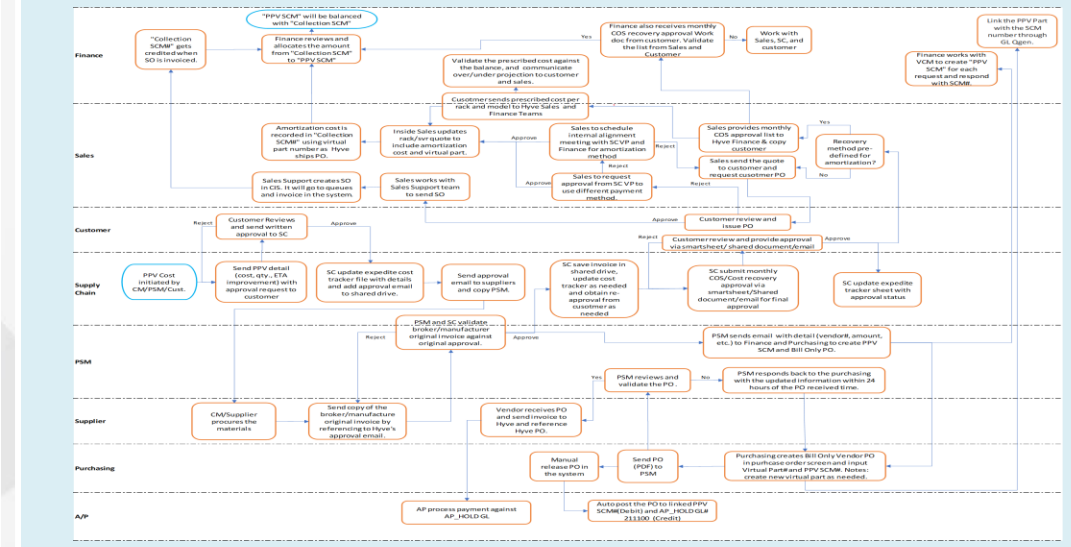 Finance
"Collection
SCM#" gets
credited when
SO is invoiced.
"PPV SCM" will be balanced
with "Collection SCM"
Finance reviews and
allocates the amount
from "Collection SCM"
to "PPV SCM"
Yes
Finance also receives monthly
COS recovery approval Work
doc from customer. Validate
the list from Sales and
Customer
No
Work with
Sales, SC, and
customer
Link the PPV Part
with the SCM
number through
GL Qgen.
Finance works with
VCM to create "PPV
SCM" for each
request and respond
with SCM#.
Validate the prescribed cost against
the balance, and communicate
over/under projection to customer
and sales.
Sales
Cusotmer sends prescribed cost per
rack and model to Hyve Sales and
Finance Teams
Amortization cost is
recorded in "Collection
SCM#" using virtual
part number as Hyve
ships PO.
Inside Sales updates
rack/svr quote to
include amortization
cost and virtual part.
Approve
Sales to schedule
internal alignment
meeting with SC VP and
Finance for amortization
method
Reject
Sales provides monthly
COS approval list to
Hyve Finance & copy
customer
Yes
Recovery
method pre-
defined for
amortization?
No
Sales send the quote
to customer and
request cusotmer PO
Reject
Sales Support creates SO
in CIS. It will go to queues
and invoice in the system.
Sales works with
Sales Support team
to send SO
Approve
Sales to request
approval from SC VP to
use different payment
method.
Reject
Customer
Reject
Customer Reviews
and send written
approval to SC
Approve
Approve
Customer review and
issue PO
Reject
Customer review and provide approval
via smartsheet/ shared document/email
Approve
Supply
Chain
PPV Cost
initiated by
CM/PSM/Cust.
Send PPV detail
(cost, qty., ETA
improvement) with
approval request to
customer
SC update expedite cost
tracker file with details
and add approval email
to shared drive.
Send approval
email to suppliers
and copy PSM.
SC save invoice in
shared drive,
update cost
tracker as needed
and obtain re-
approval from
cusotmer as
needed
SC submit monthly
COS/Cost recovery
approval via
smartsheet/Shared
document/email for final
approval
SC update expedite
tracker sheet with
approval status
PSM
Reject
PSM and SC validate
broker/manufacturer
original invoice against
original approval.
Approve
PSM sends email with detail (vendor#, amount,
etc.) to Finance and Purchasing to create PPV
SCM and Bill Only PO.
Yes
PSM reviews and
validate the PO .
No
PSM responds back to the purchasing
with the updated information within 24
hours of the PO received time.
Supplier
CM/Supplier
procures the
materials
Send copy of the
broker/manufacture
original invoice by
referencing to Hyve's
approval email.
Vendor receives PO
and send invoice to
Hyve and reference
Hyve PO.
Purchasing
Manual
release PO in
the system
Send PO
(PDF) to
PSM
Purchasing creates Bill Only Vendor PO
in purhcase order screen and input
Virtual Part# and PPV SCM#. Notes:
create new virtual part as needed.
A/P
AP process payment against
AP_HOLD GL
Auto post the PO to linked PPV
SCM#(Debit) and AP_HOLD GL#
211100 (Credit)